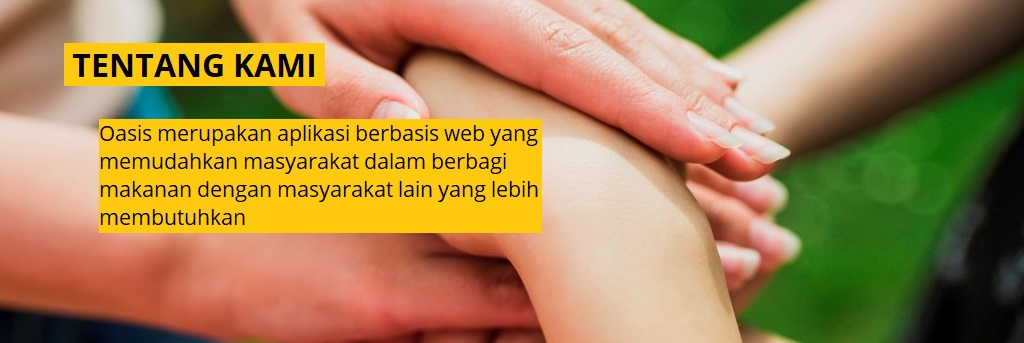 TENTANG KAMI
Oasis merupakan aplikasi berbasis web yang
memudahkan masyarakat dalam berbagi
makanan dengan masyarakat lain yang lebih
membutuhkan